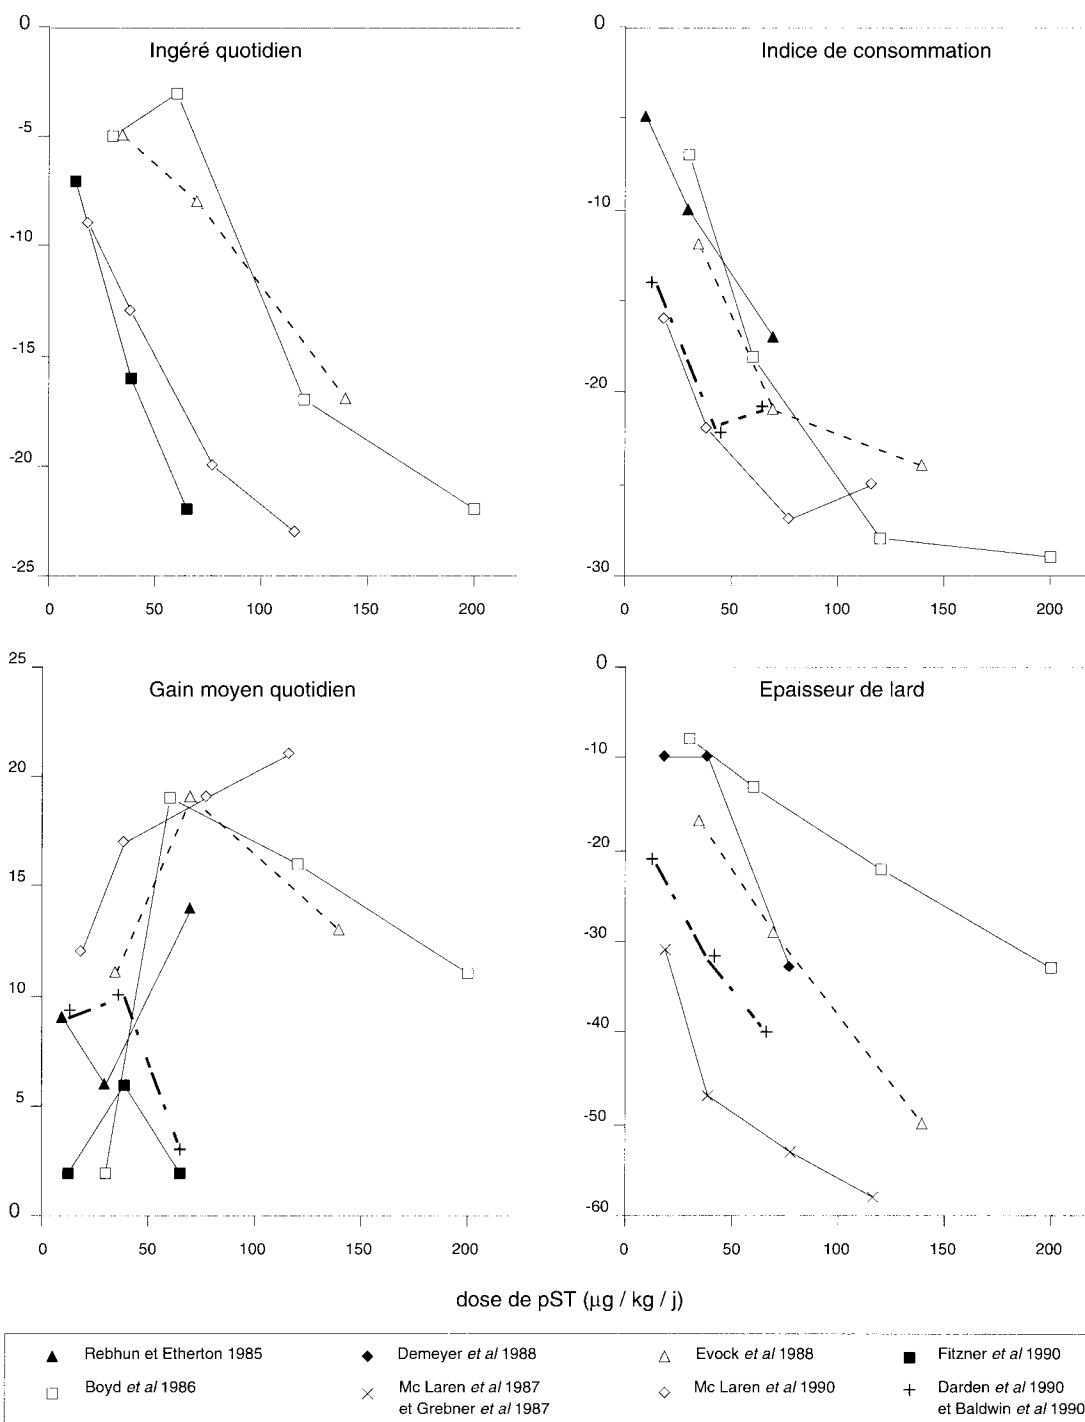 Ingéré quotidien
0
-5
-10
-15
-20
-25
0 50 100 150 200
Indice de consommation
0
-10
-20
-30
0 50 100 150 200
Gain moyen quotidien
25
20
15
10
5
0
0 50 100 150 200
Epaisseur de lard
0
-10
-20
-30
-40
-50
-60
0 50 100 150 200
dose de pST (µg / kg / j)
Rebhun et Etherton 1985
Demeyer et al 1988
Evock et al 1988
Fitzner et al 1990
Boyd et al 1986
Mc Laren et al 1987
et Grebner et al 1987
Mc Laren et al 1990
Darden et al 1990
et Baldwin et al 1990